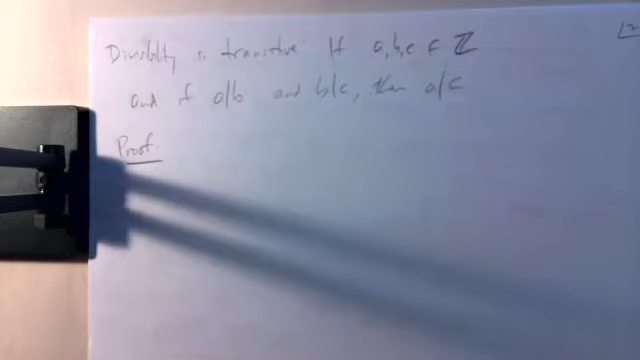 Divisibility is transitive: If a, b, c ∈ ℤ
and if a|b and b|c, then a|c
Proof.